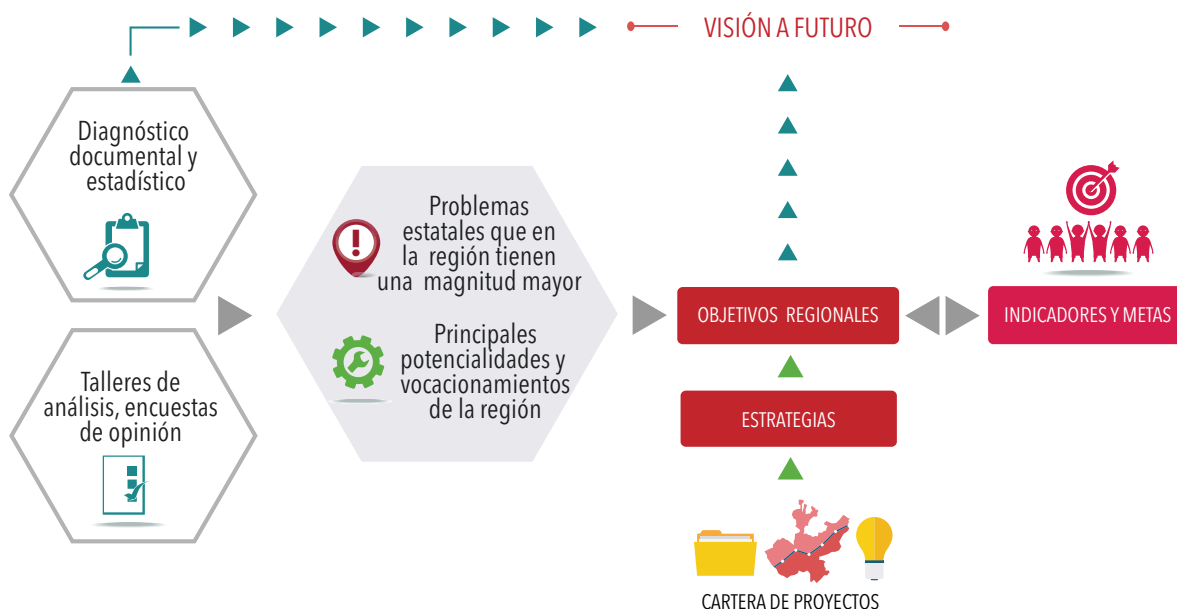 VISIÓN A FUTURO
Diagnóstico
documental y
estadístico
Talleres de
análisis, encuestas
de opinión
Problemas
estatales que en
la región tienen
una magnitud mayor
Principales
potencialidades y
vocacionamientos
de la región
OBJETIVOS REGIONALES
INDICADORES Y METAS
ESTRATEGIAS
CARTERA DE PROYECTOS